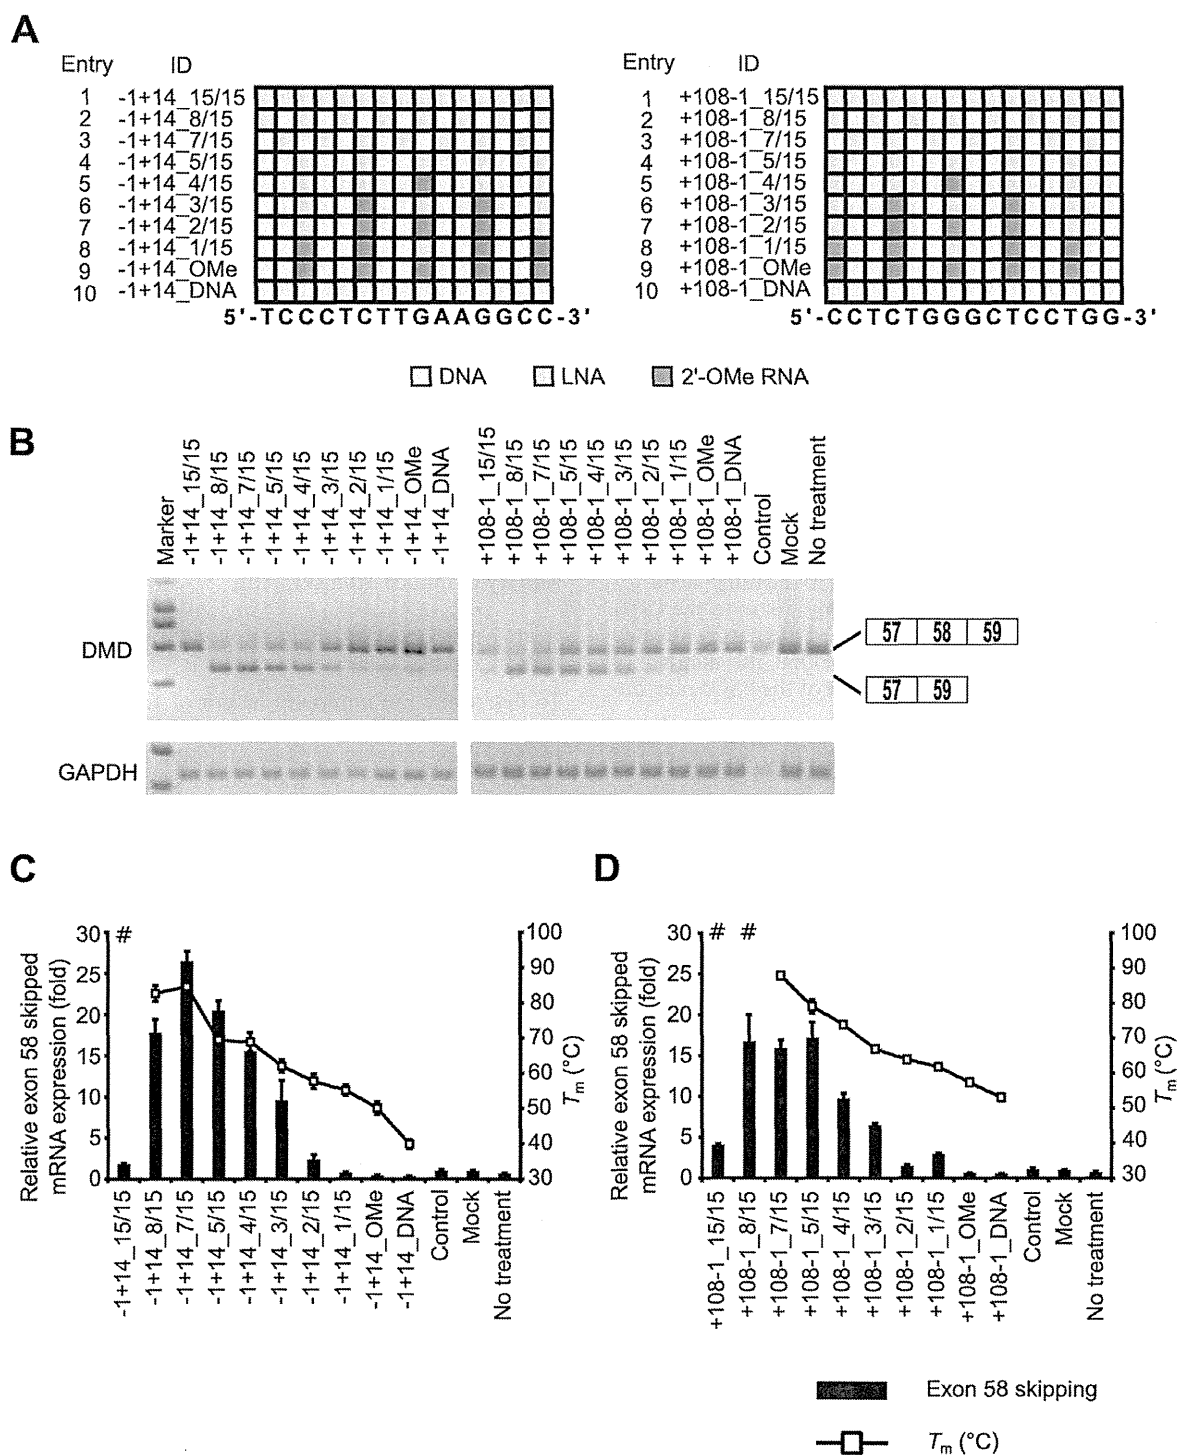 A
Entry ID
1 -1+14_15/15
2 -1+14_8/15
3 -1+14_7/15
4 -1+14_5/15
5 -1+14_4/15
6 -1+14_3/15
7 -1+14_2/15
8 -1+14_1/15
9 -1+14_OMe
10 -1+14_DNA
5'-TCCCTCTTGAAGGCC-3'
Entry ID
1 +108-1_15/15
2 +108-1_8/15
3 +108-1_7/15
4 +108-1_5/15
5 +108-1_4/15
6 +108-1_3/15
7 +108-1_2/15
8 +108-1_1/15
9 +108-1_OMe
10 +108-1_DNA
5'-CCTCTGGGCTCCTGG-3'
DNA LNA 2'-OMe RNA
B
Marker
-1+14_15/15
-1+14_8/15
-1+14_7/15
-1+14_5/15
-1+14_4/15
-1+14_3/15
-1+14_2/15
-1+14_1/15
-1+14_OMe
-1+14_DNA
+108-1_15/15
+108-1_8/15
+108-1_7/15
+108-1_5/15
+108-1_4/15
+108-1_3/15
+108-1_2/15
+108-1_1/15
+108-1_OMe
+108-1_DNA
Control
Mock
No treatment
DMD
57 58 59
57 59
GAPDH
C
Relative exon 58 skipped
mRNA expression (fold)
30
25
20
15
10
5
0
#
100
90
80
70
60
50
40
30
Tm (°C)
-1+14_15/15
-1+14_8/15
-1+14_7/15
-1+14_5/15
-1+14_4/15
-1+14_3/15
-1+14_2/15
-1+14_1/15
-1+14_OMe
-1+14_DNA
Control
Mock
No treatment
D
Relative exon 58 skipped
mRNA expression (fold)
30
25
20
15
10
5
0
# #
100
90
80
70
60
50
40
30
Tm (°C)
+108-1_15/15
+108-1_8/15
+108-1_7/15
+108-1_5/15
+108-1_4/15
+108-1_3/15
+108-1_2/15
+108-1_1/15
+108-1_OMe
+108-1_DNA
Control
Mock
No treatment
Exon 58 skipping
Tm (°C)